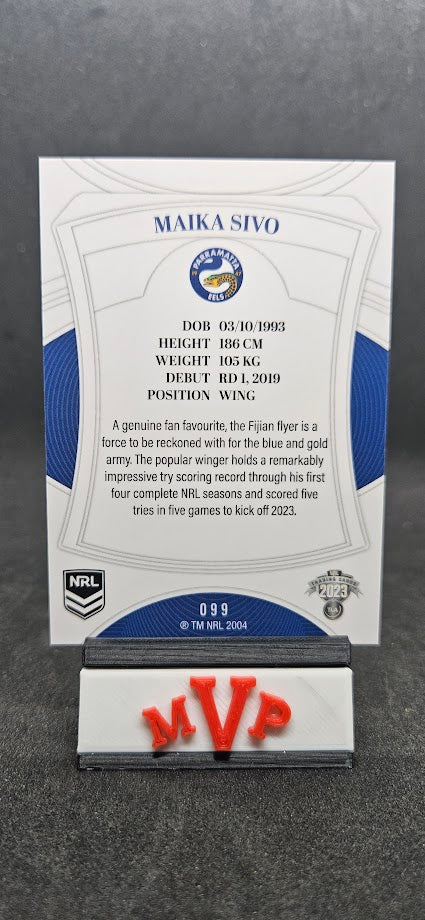 MAIKA SIVO
PARRAMATTA
EELS
DOB 03/10/1993
HEIGHT 186 CM
WEIGHT 105 KG
DEBUT RD 1, 2019
POSITION WING
A genuine fan favourite, the Fijian flyer is a
force to be reckoned with for the blue and gold
army. The popular winger holds a remarkably
impressive try scoring record through his first
four complete NRL seasons and scored five
tries in five games to kick off 2023.
NRL
TRADING CARDS
2023
TLA
099
® TM NRL 2004
MVP